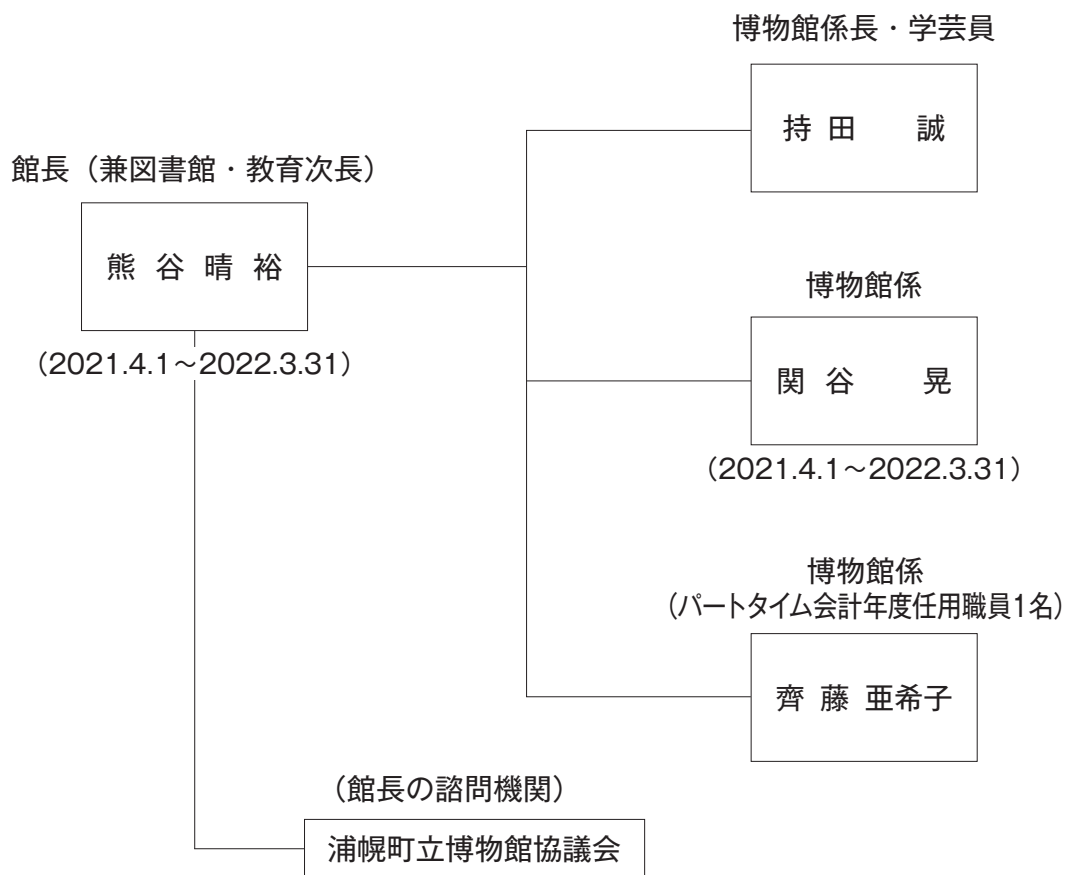 博物館係長・学芸員
持田 誠
館長（兼図書館・教育次長）
熊谷晴裕
（2021.4.1～2022.3.31）
博物館係
関谷 晃
（2021.4.1～2022.3.31）
博物館係
（パートタイム会計年度任用職員1名）
齊藤亜希子
（館長の諮問機関）
浦幌町立博物館協議会